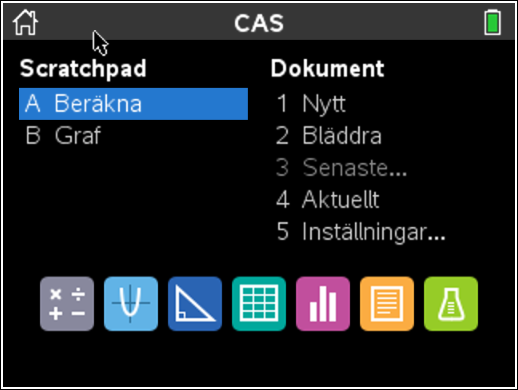 CAS
Scratchpad
A Beräkna
B Graf
Dokument
1 Nytt
2 Bläddra
3 Senaste...
4 Aktuellt
5 Inställningar...